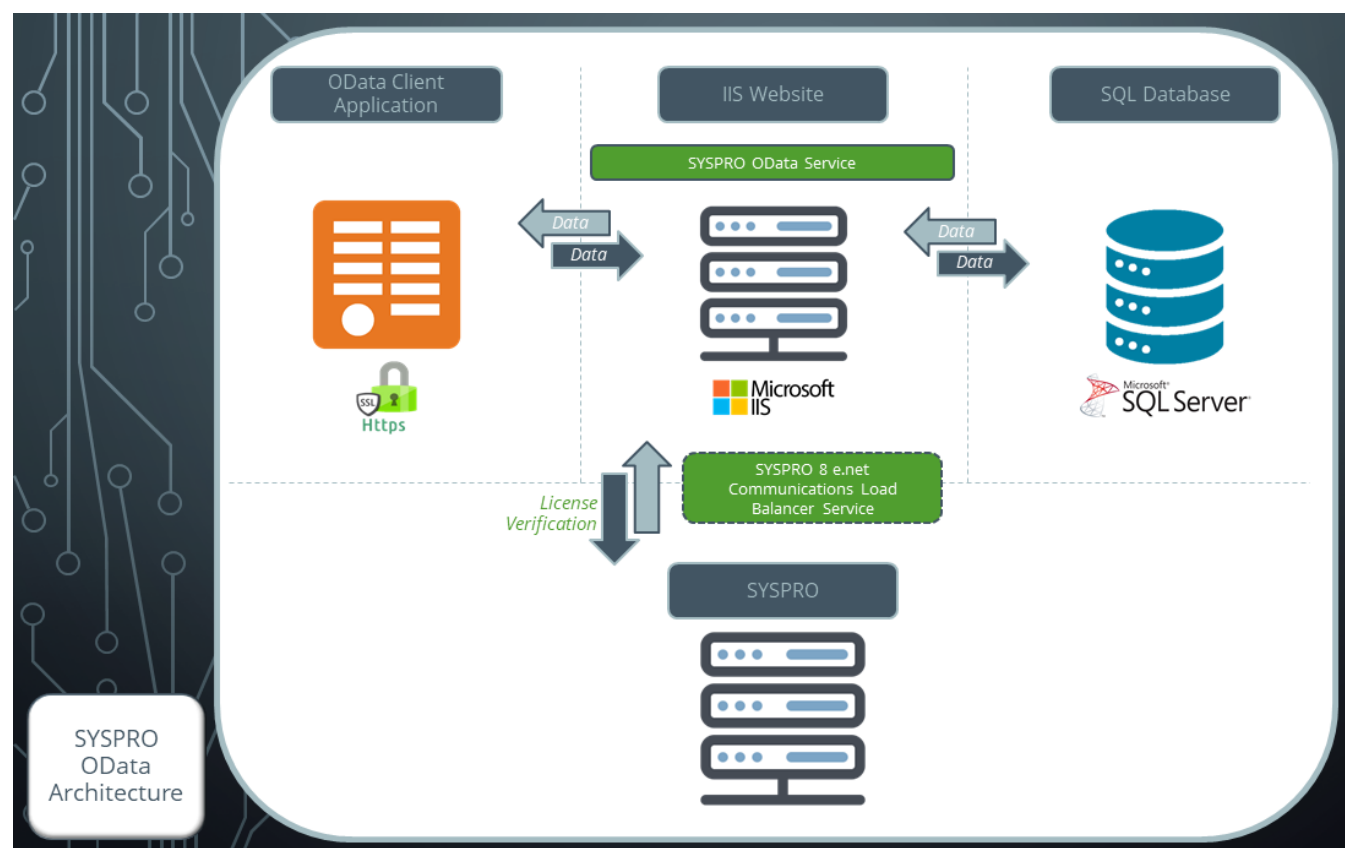 OData Client
Application
IIS Website
SQL Database
SYSPRO OData Service
Data
Data
Data
Data
SSL
Https
Microsoft
IIS
Microsoft®
SQL Server®
License
Verification
SYSPRO 8 e.net
Communications Load
Balancer Service
SYSPRO
SYSPRO
OData
Architecture